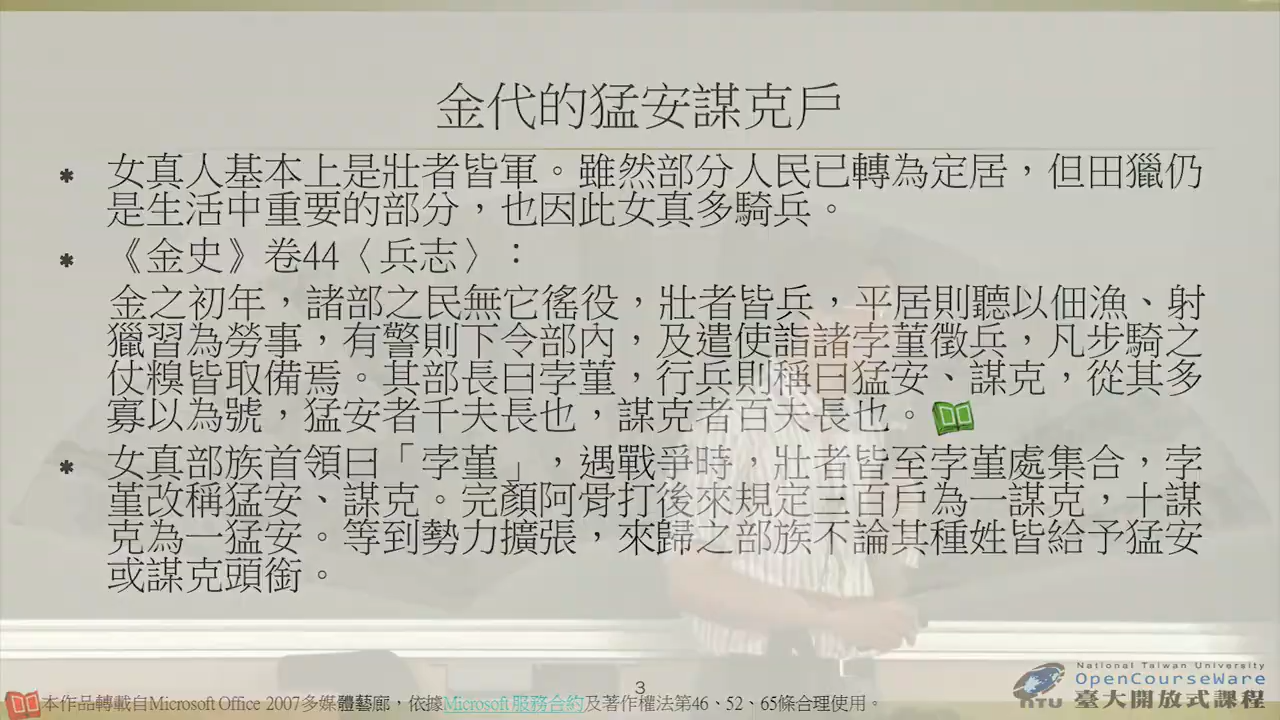 金代的猛安謀克戶
* 女真人基本上是壯者皆軍。雖然部分人民已轉為定居，但田獵仍
是生活中重要的部分，也因此女真多騎兵。
* 《金史》卷44〈兵志〉：
金之初年，諸部之民無它徭役，壯者皆兵，平居則聽以佃漁、射
獵習為勞事，有警則下令部內，及遣使詣諸孛菫徵兵，凡步騎之
仗糗皆取備焉。其部長曰孛菫，行兵則稱曰猛安、謀克，從其多
寡以為號，猛安者千夫長也，謀克者百夫長也。
* 女真部族首領曰「孛菫」，遇戰爭時，壯者皆至孛菫處集合，孛
菫改稱猛安、謀克。完顏阿骨打後來規定三百戶為一謀克，十謀
克為一猛安。等到勢力擴張，來歸之部族不論其種姓皆給予猛安
或謀克頭銜。
3
本作品轉載自Microsoft Office 2007多媒體藝廊，依據Microsoft 服務合約及著作權法第46、52、65條合理使用。
National Taiwan University
OpenCourseWare
NTU 臺大開放式課程